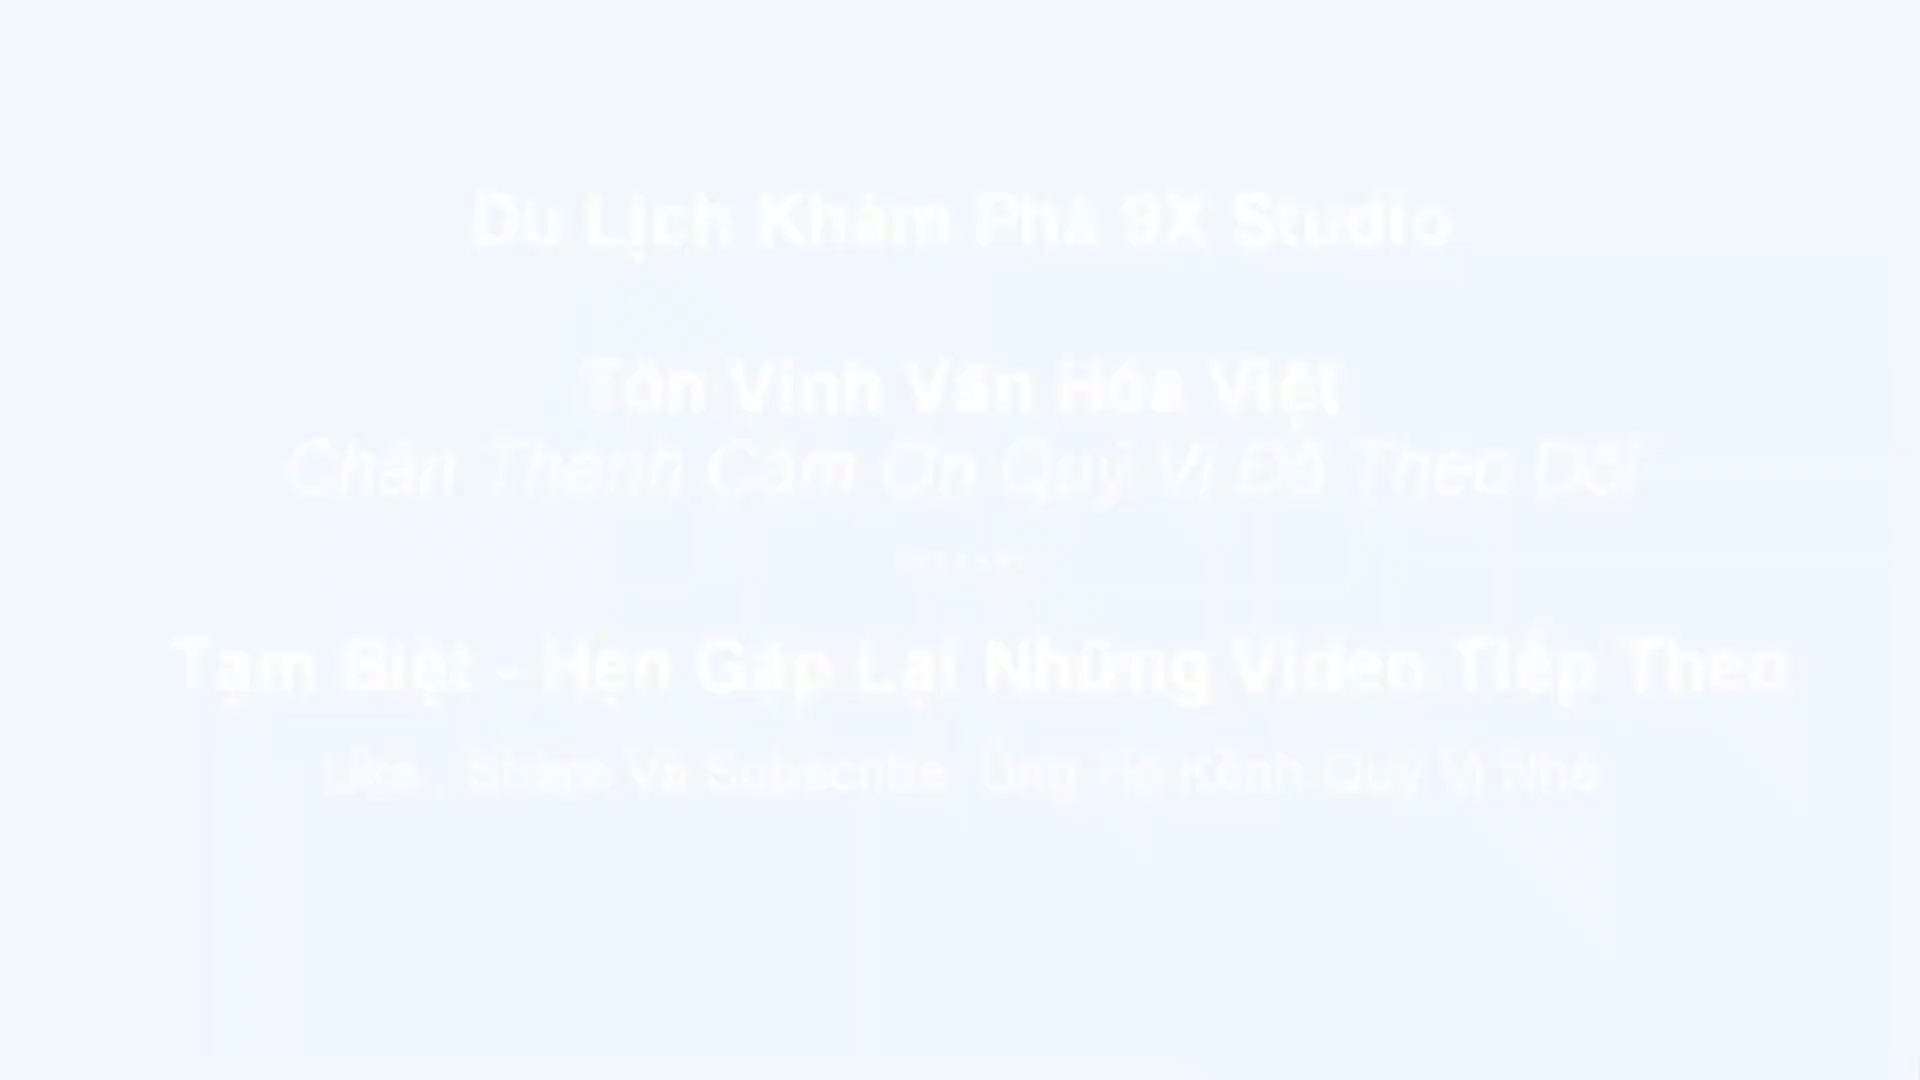 Du Lịch Khám Phá 3X Studio
Tôn Vinh Văn Hóa Việt
Chân Thành Cảm Ơn Quý Vị Đã Theo Dõi
Tạm Biệt - Hẹn Gặp Lại Những Video Tiếp Theo
Like , Share Và Subscribe Ủng Hộ Kênh Quý Vị Nhé